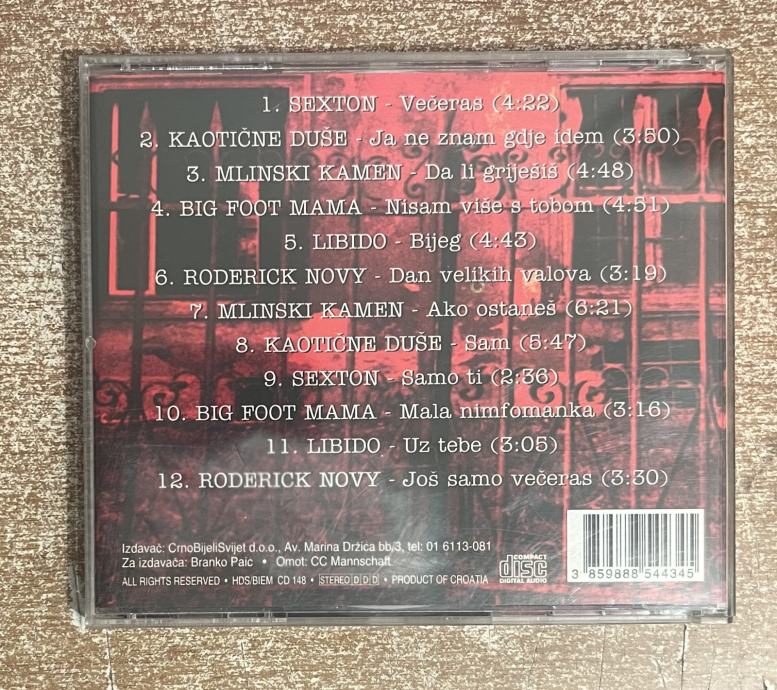 1. SEXTON - Večeras (4:22)
2. KAOTIČNE DUŠE - Ja ne znam gdje idem (3:50)
3. MLINSKI KAMEN - Da li griješiš (4:48)
4. BIG FOOT MAMA - Nisam više s tobom (4:51)
5. LIBIDO - Bijeg (4:43)
6. RODERICK NOVY - Dan velikih valova (3:19)
7. MLINSKI KAMEN - Ako ostaneš (6:21)
8. KAOTIČNE DUŠE - Sam (5:47)
9. SEXTON - Samo ti (2:36)
10. BIG FOOT MAMA - Mala nimfomanka (3:16)
11. LIBIDO - Uz tebe (3:05)
12. RODERICK NOVY - Još samo večeras (3:30)
Izdavač: CrnoBijeliSvijet d.o.o., Av. Marina Držića bb/3, tel: 01 6113-081
Za izdavača: Branko Paic • Omot: CC Mannschaft
ALL RIGHTS RESERVED • HDS/BIEM CD 148 • STEREO D D D • PRODUCT OF CROATIA
COMPACT
disc
DIGITAL AUDIO
3 859888 544345